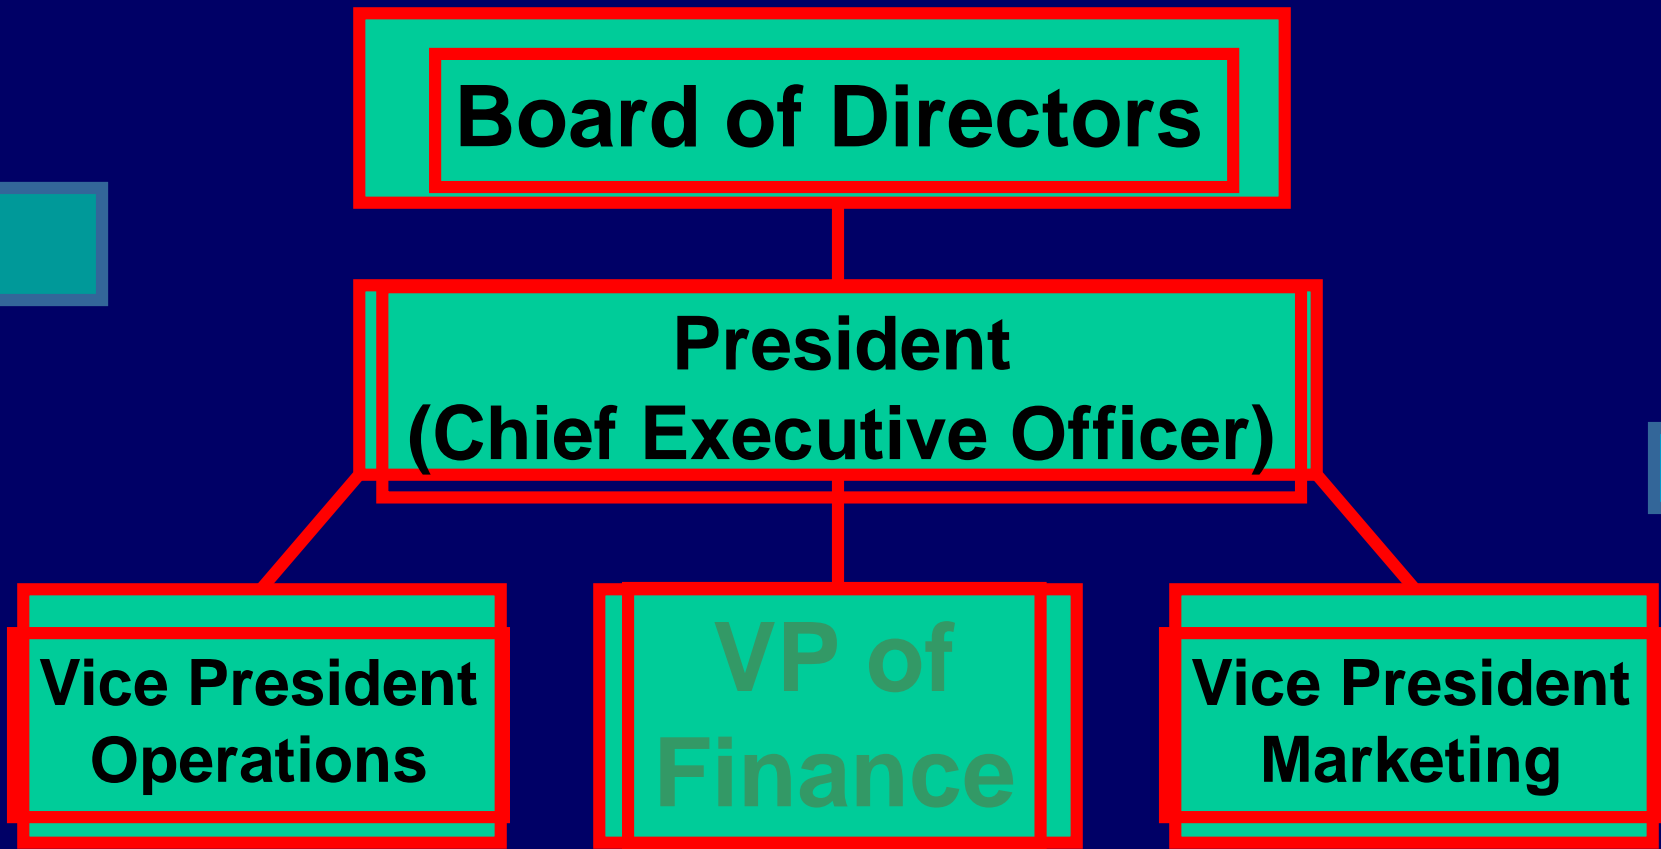 Board of Directors
President
(Chief Executive Officer)
Vice President
Operations
VP of
Finance
Vice President
Marketing